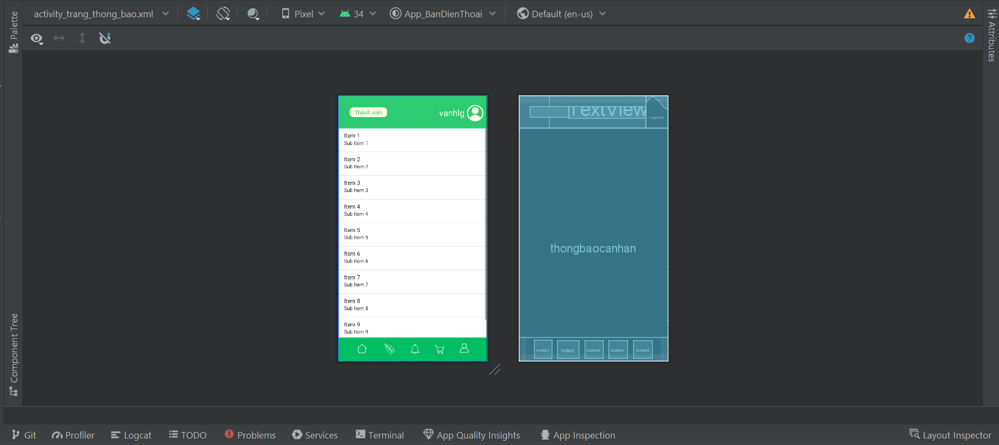 activity_trang_thong_bao.xml
Pixel
34
App_BanDienThoai
Default (en-us)
Palette
Attributes
Component Tree
Thành viên
vanhlg
Item 1
Sub Item 1
Item 2
Sub Item 2
Item 3
Sub Item 3
Item 4
Sub Item 4
Item 5
Sub Item 5
Item 6
Sub Item 6
Item 7
Sub Item 7
Item 8
Sub Item 8
Item 9
Sub Item 9
TextView
ImageView
thongbaocanhan
button1
button2
button3
button4
button5
Git
Profiler
Logcat
TODO
Problems
Services
Terminal
App Quality Insights
App Inspection
Layout Inspector